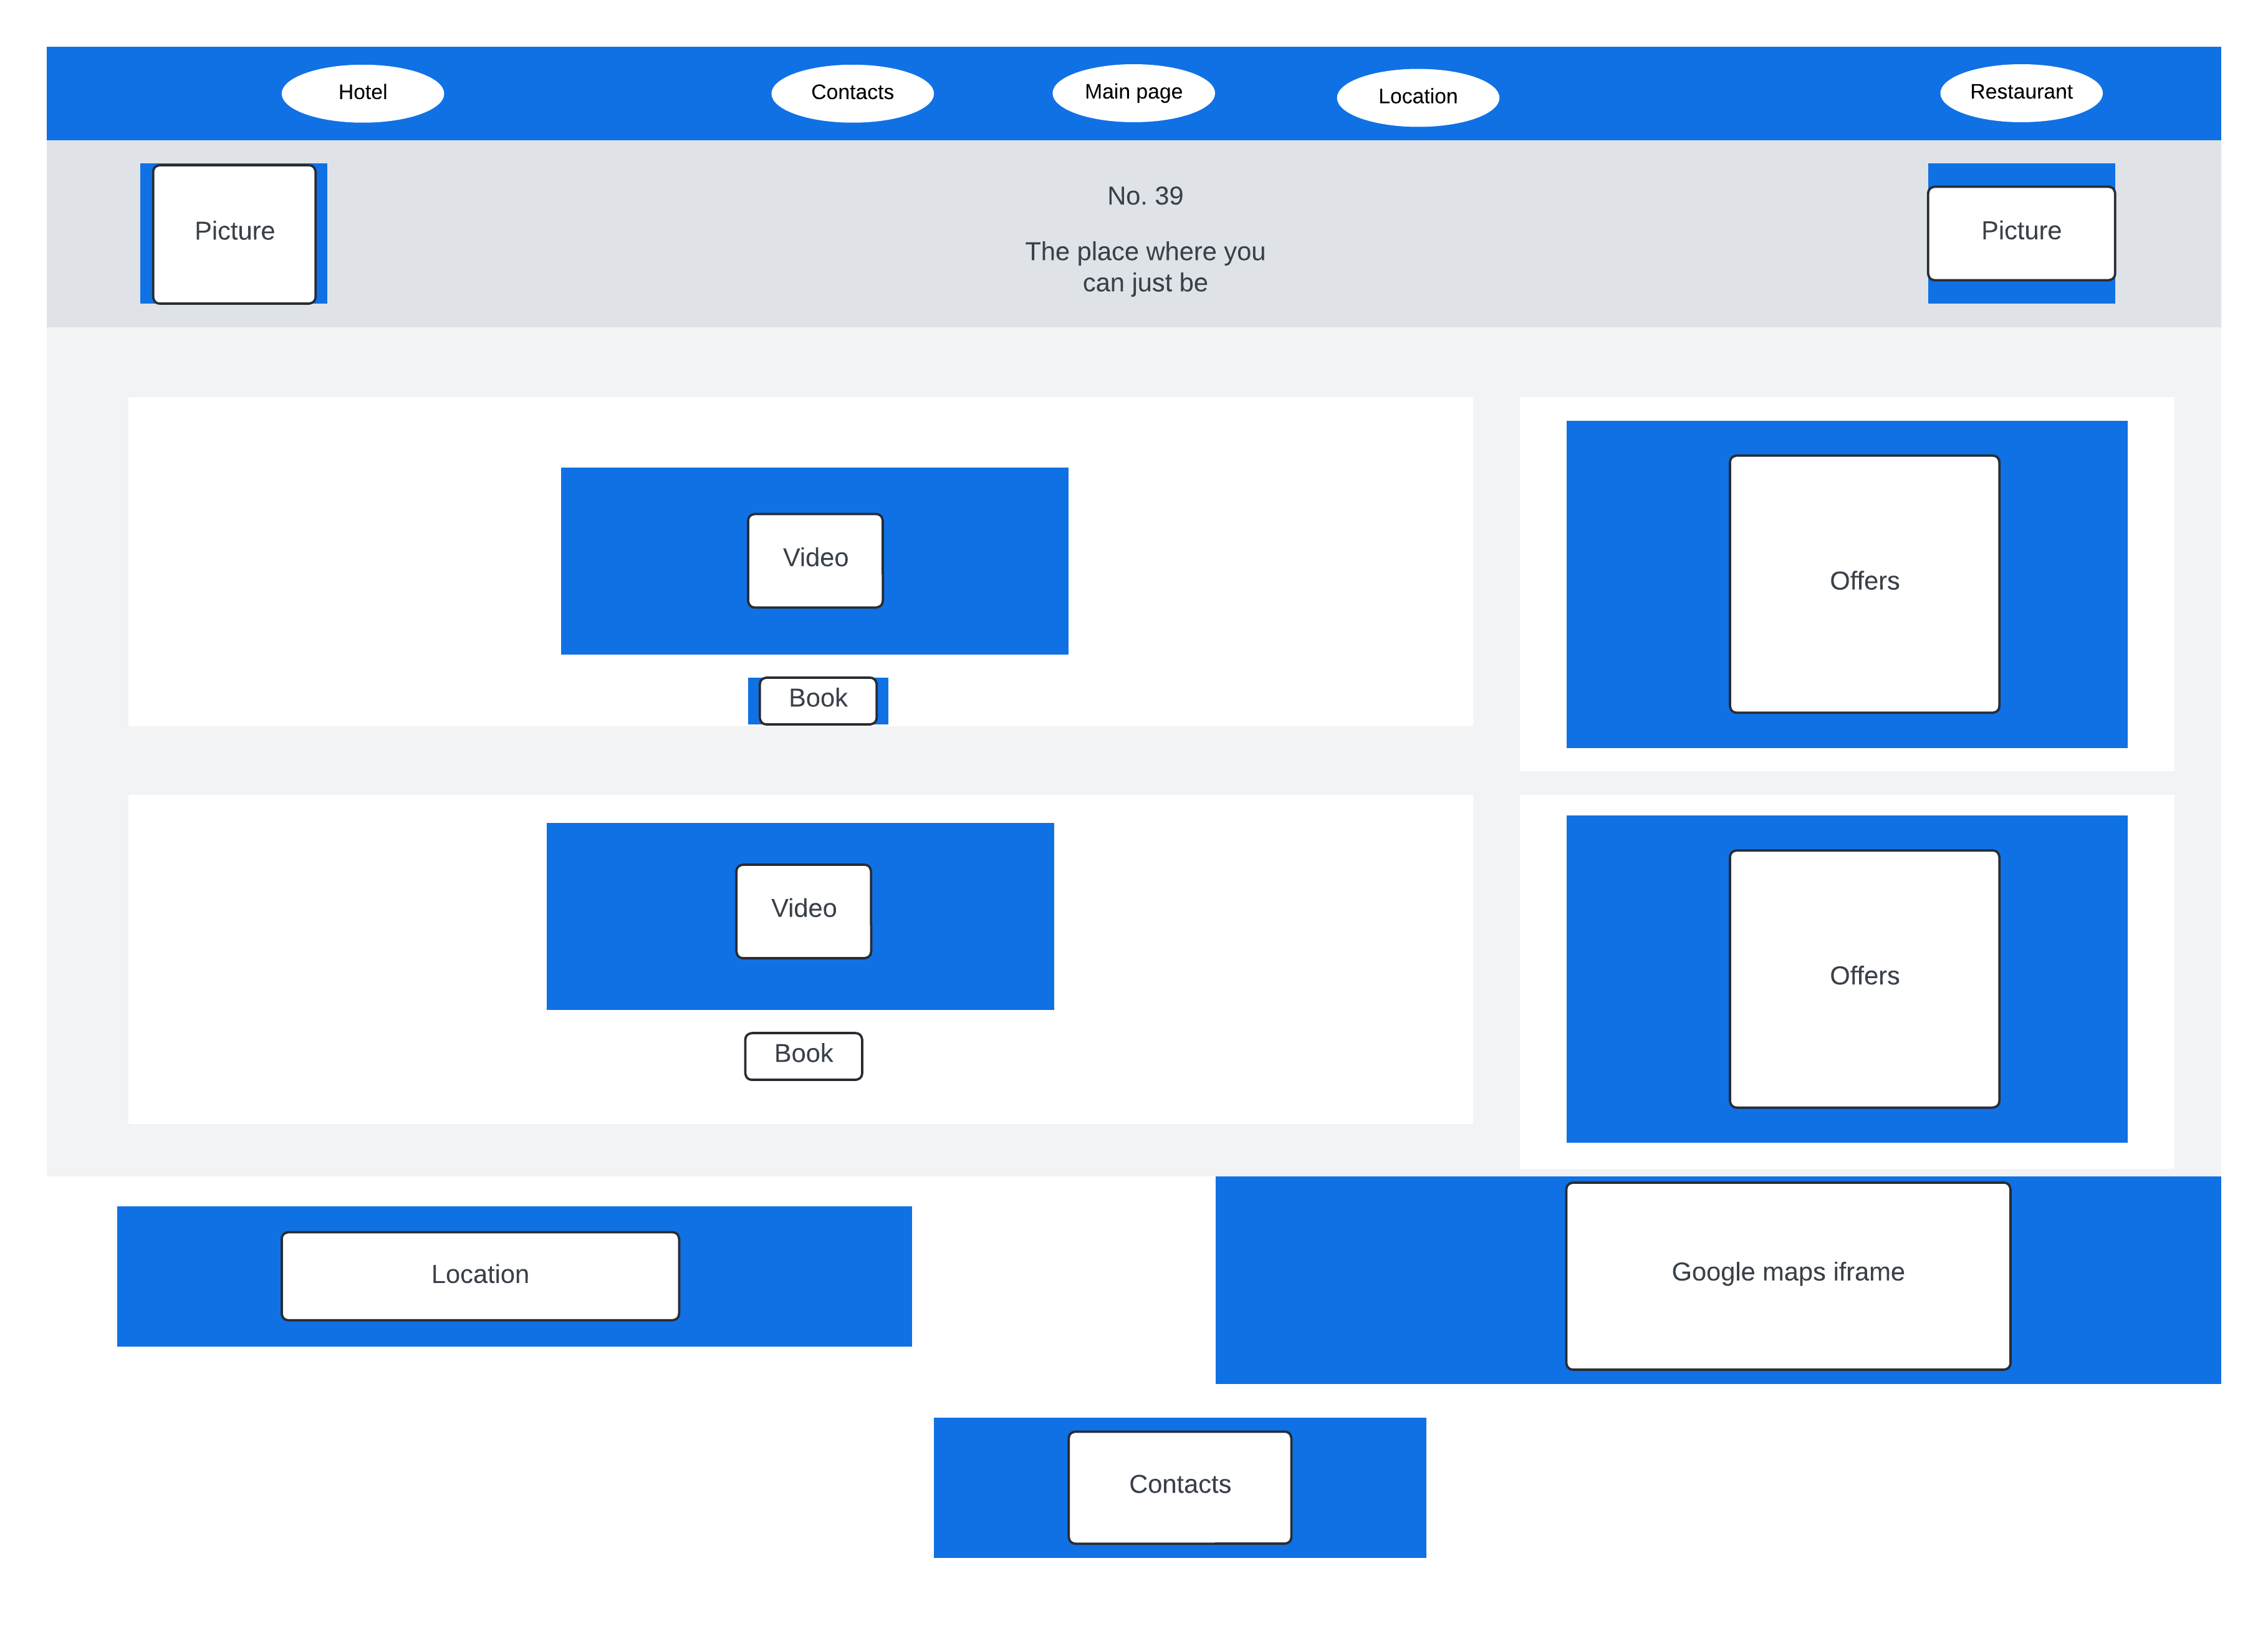 Hotel
Contacts
Main page
Location
Restaurant
Picture
No. 39
The place where you
can just be
Picture
Video
Book
Offers
Video
Book
Offers
Location
Google maps iframe
Contacts